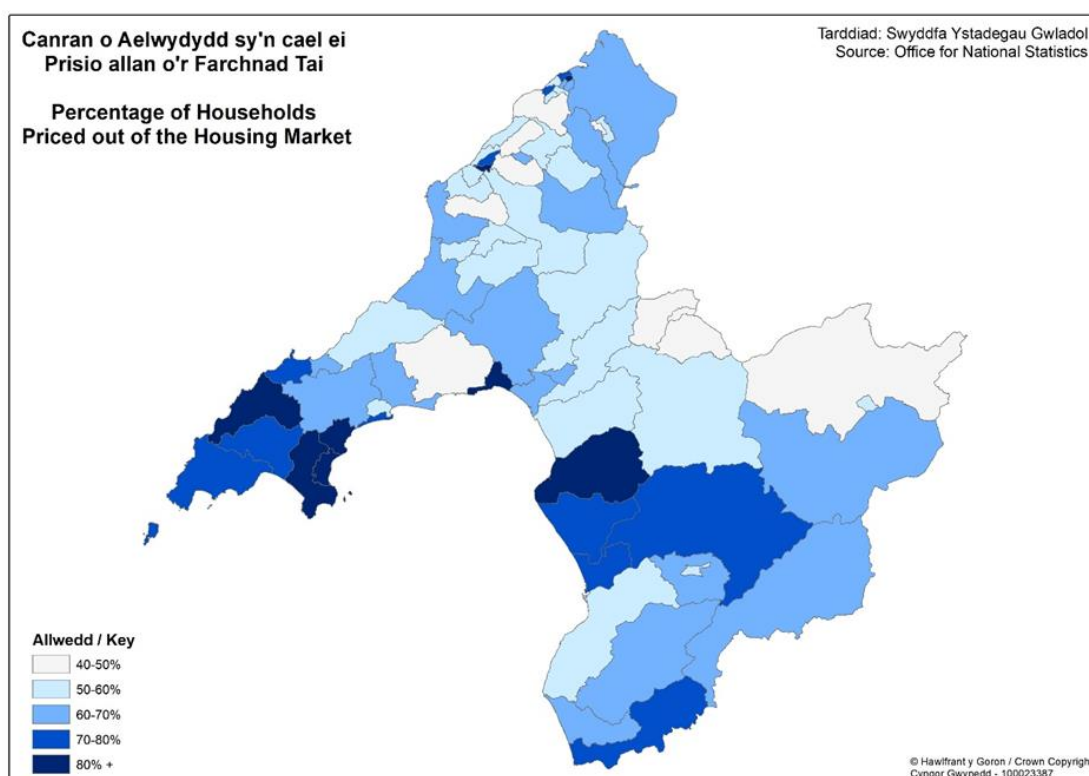 Canran o Aelwydydd sy'n cael ei
Prisio allan o'r Farchnad Tai
Percentage of Households
Priced out of the Housing Market
Tarddiad: Swyddfa Ystadegau Gwladol
Source: Office for National Statistics
Allwedd / Key
40-50%
50-60%
60-70%
70-80%
80% +
© Hawlfraint y Goron / Crown Copyright
Cyngor Gwynedd - 100023387